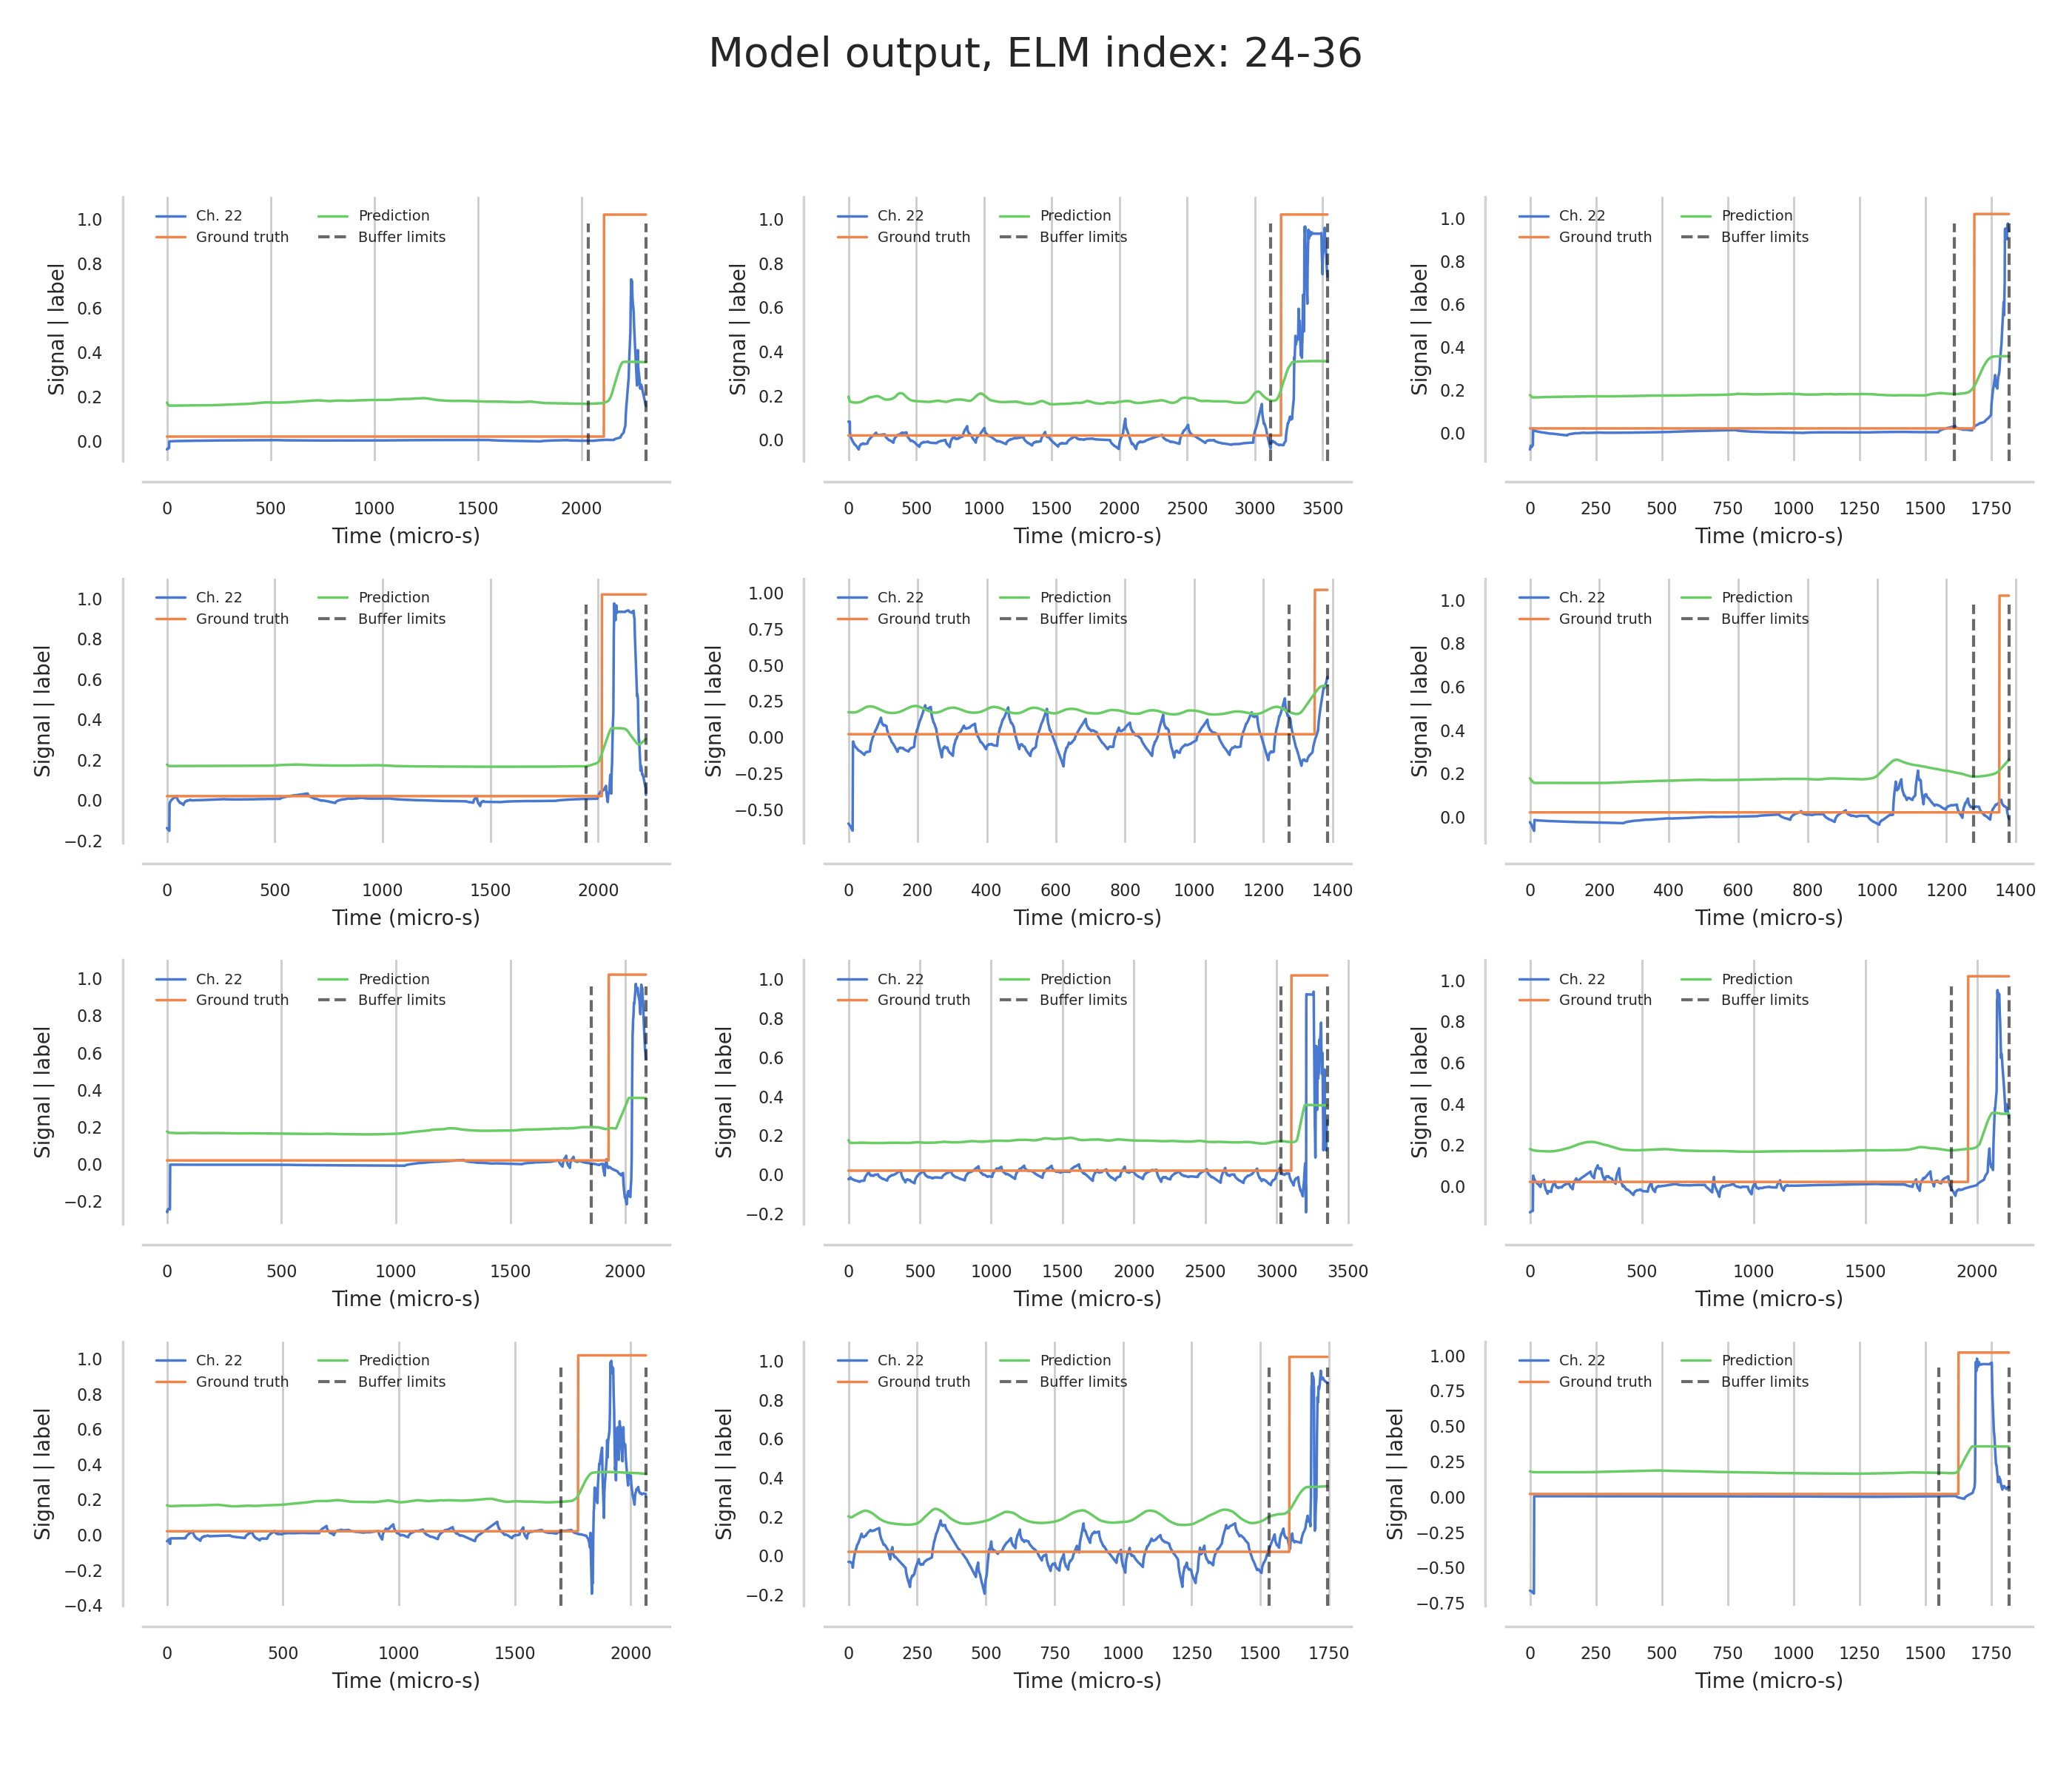 Model output, ELM index: 24-36
Ch. 22 Prediction
Ground truth Buffer limits
Signal | label
1.0
0.8
0.6
0.4
0.2
0.0
0 500 1000 1500 2000
Time (micro-s)
Ch. 22 Prediction
Ground truth Buffer limits
Signal | label
1.0
0.8
0.6
0.4
0.2
0.0
0 500 1000 1500 2000 2500 3000 3500
Time (micro-s)
Ch. 22 Prediction
Ground truth Buffer limits
Signal | label
1.0
0.8
0.6
0.4
0.2
0.0
0 250 500 750 1000 1250 1500 1750
Time (micro-s)
Ch. 22 Prediction
Ground truth Buffer limits
Signal | label
1.0
0.8
0.6
0.4
0.2
0.0
−0.2
0 500 1000 1500 2000
Time (micro-s)
Ch. 22 Prediction
Ground truth Buffer limits
Signal | label
1.00
0.75
0.50
0.25
0.00
−0.25
−0.50
0 200 400 600 800 1000 1200 1400
Time (micro-s)
Ch. 22 Prediction
Ground truth Buffer limits
Signal | label
1.0
0.8
0.6
0.4
0.2
0.0
0 200 400 600 800 1000 1200 1400
Time (micro-s)
Ch. 22 Prediction
Ground truth Buffer limits
Signal | label
1.0
0.8
0.6
0.4
0.2
0.0
−0.2
0 500 1000 1500 2000
Time (micro-s)
Ch. 22 Prediction
Ground truth Buffer limits
Signal | label
1.0
0.8
0.6
0.4
0.2
0.0
−0.2
0 500 1000 1500 2000 2500 3000 3500
Time (micro-s)
Ch. 22 Prediction
Ground truth Buffer limits
Signal | label
1.0
0.8
0.6
0.4
0.2
0.0
0 500 1000 1500 2000
Time (micro-s)
Ch. 22 Prediction
Ground truth Buffer limits
Signal | label
1.0
0.8
0.6
0.4
0.2
0.0
−0.2
−0.4
0 500 1000 1500 2000
Time (micro-s)
Ch. 22 Prediction
Ground truth Buffer limits
Signal | label
1.0
0.8
0.6
0.4
0.2
0.0
−0.2
0 250 500 750 1000 1250 1500 1750
Time (micro-s)
Ch. 22 Prediction
Ground truth Buffer limits
Signal | label
1.00
0.75
0.50
0.25
0.00
−0.25
−0.50
−0.75
0 250 500 750 1000 1250 1500 1750
Time (micro-s)